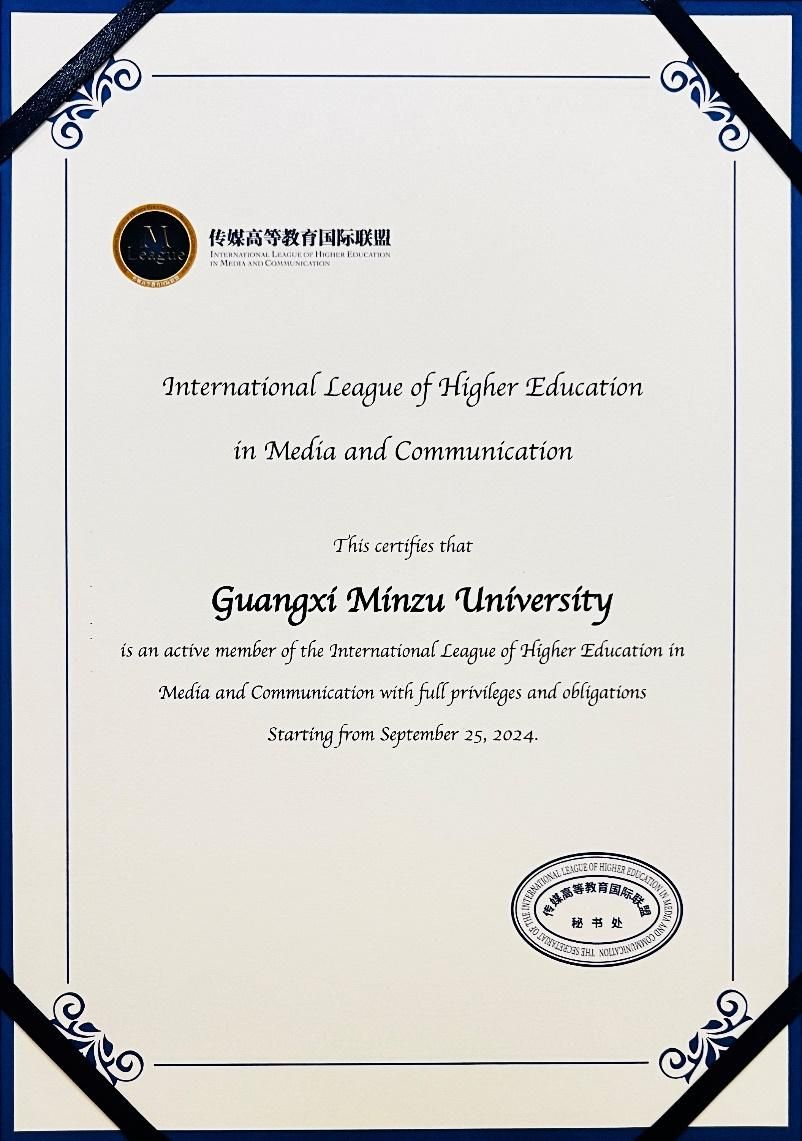 M
League
传媒高等教育国际联盟
INTERNATIONAL LEAGUE OF HIGHER EDUCATION
IN MEDIA AND COMMUNICATION
International League of Higher Education
in Media and Communication
This certifies that
Guangxi Minzu University
is an active member of the International League of Higher Education in
Media and Communication with full privileges and obligations
Starting from September 25, 2024.
THE SECRETARIAT OF THE INTERNATIONAL LEAGUE OF HIGHER EDUCATION IN MEDIA AND COMMUNICATION
传媒高等教育国际联盟
秘书处